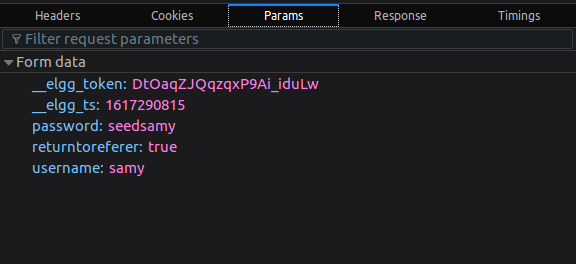 Headers Cookies Params Response Timings
Filter request parameters
Form data
__elgg_token: DtOaqZJQqzqxP9Ai_iduLw
__elgg_ts: 1617290815
password: seedsamy
returntoreferer: true
username: samy